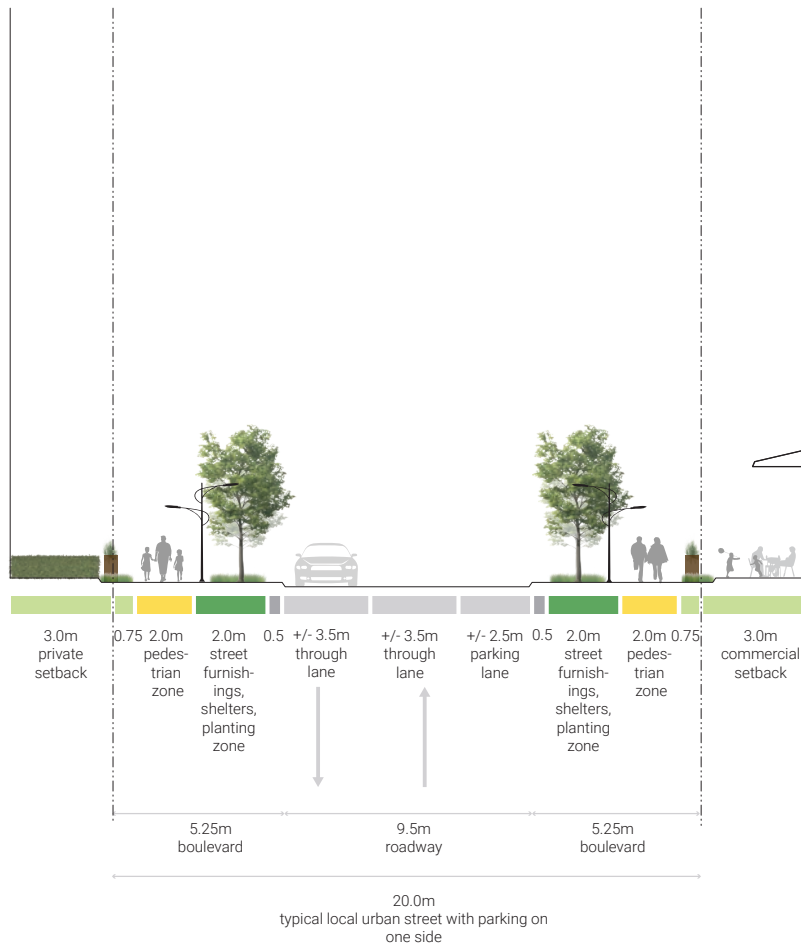 3.0m
private
setback
0.75
2.0m
pedes-
trian
zone
2.0m
street
furnish-
ings,
shelters,
planting
zone
0.5
+/- 3.5m
through
lane
+/- 3.5m
through
lane
+/- 2.5m
parking
lane
0.5
2.0m
street
furnish-
ings,
shelters,
planting
zone
2.0m
pedes-
trian
zone
0.75
3.0m
commercial
setback
5.25m
boulevard
9.5m
roadway
5.25m
boulevard
20.0m
typical local urban street with parking on
one side